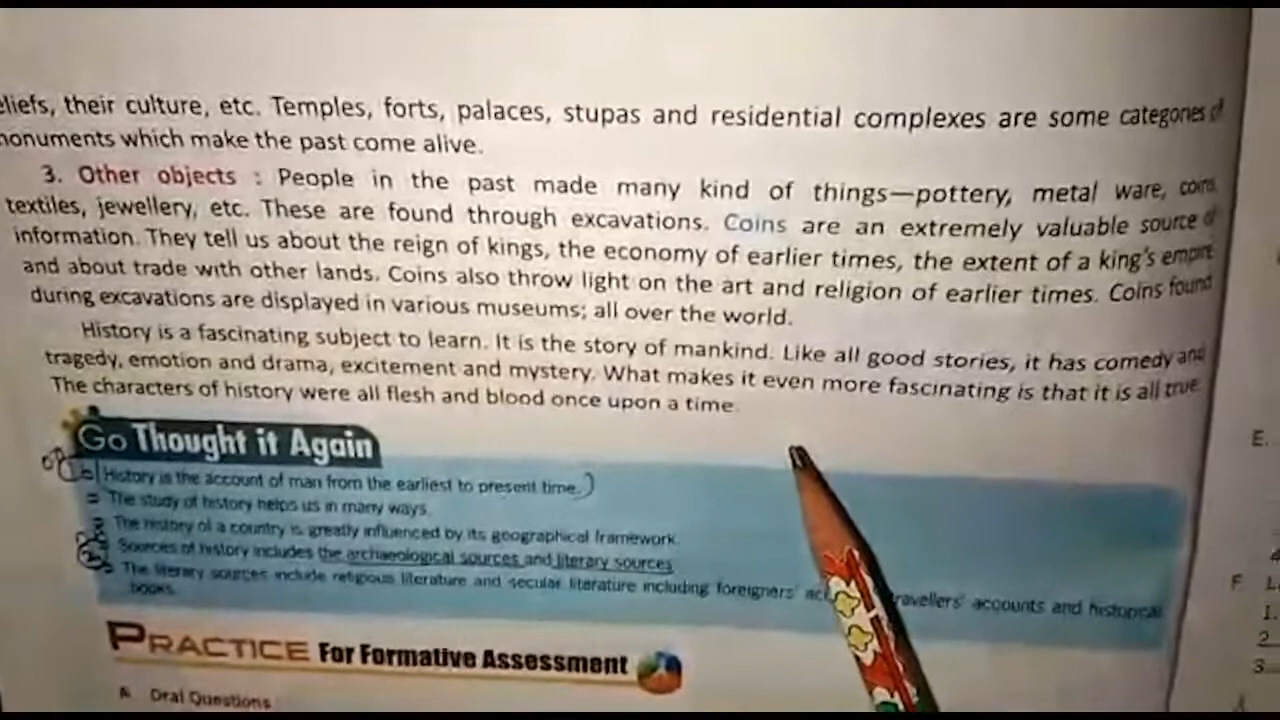 eliefs, their culture, etc. Temples, forts, palaces, stupas and residential complexes are some categories of
monuments which make the past come alive.
3. Other objects : People in the past made many kind of things—pottery, metal ware, coins,
textiles, jewellery, etc. These are found through excavations. Coins are an extremely valuable source of
information. They tell us about the reign of kings, the economy of earlier times, the extent of a king's empire
and about trade with other lands. Coins also throw light on the art and religion of earlier times. Coins found
during excavations are displayed in various museums; all over the world.
History is a fascinating subject to learn. It is the story of mankind. Like all good stories, it has comedy and
tragedy, emotion and drama, excitement and mystery. What makes it even more fascinating is that it is all true.
The characters of history were all flesh and blood once upon a time.
Go Thought it Again
History is the account of man from the earliest to present time.
The study of history helps us in many ways.
The history of a country is greatly influenced by its geographical framework.
Sources of history includes the archaeological sources and literary sources
The literary sources include religious literature and secular literature including foreigners' travellers' accounts and historical
books.
PRACTICE For Formative Assessment
A. Oral Questions
E.
F.
1.
2.
3.